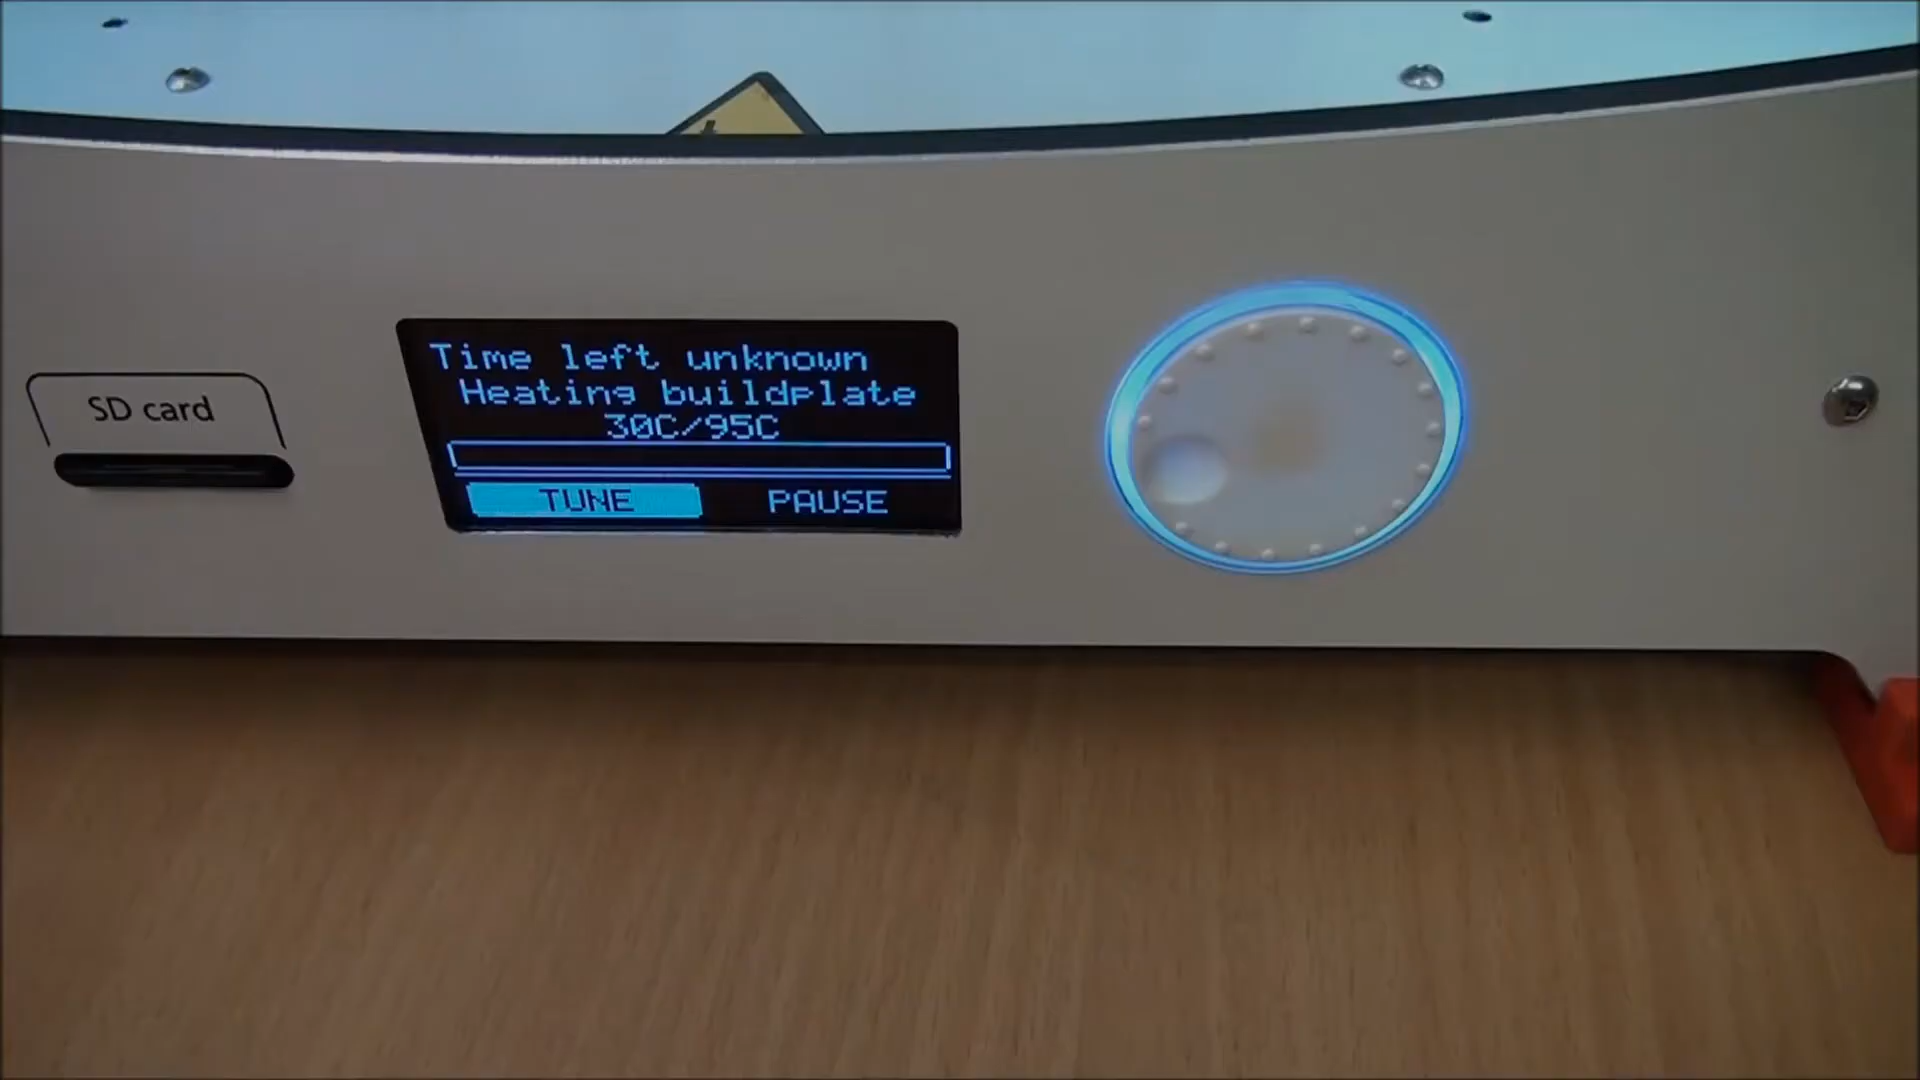 SD card
Time left unknown
Heating buildplate
30C/95C
TUNE
PAUSE